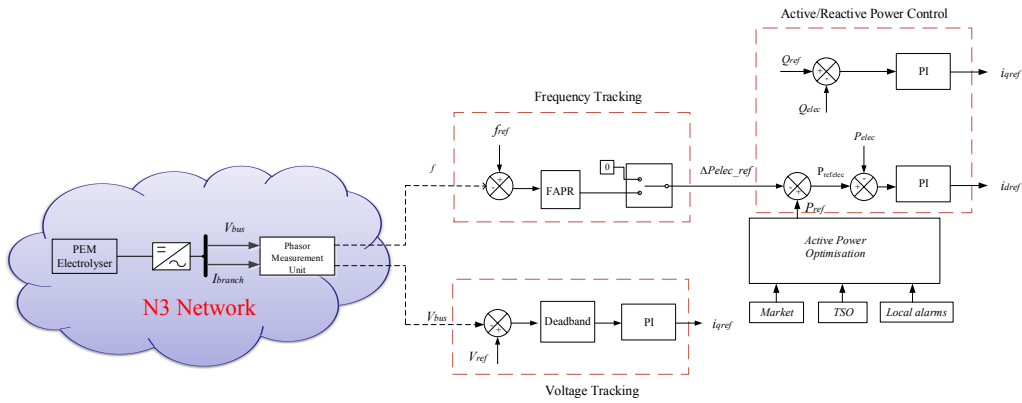 Active/Reactive Power Control
Qref
+
-
Qelec
PI
iqref
Frequency Tracking
fref
f
+
-
FAPR
0
ΔPelec_ref
Pelec
Prefelec
-
+
-
+
PI
idref
Pref
Active Power
Optimisation
Market
TSO
Local alarms
PEM
Electrolyser
Vbus
Ibranch
Phasor
Measurement
Unit
N3 Network
Vbus
-
+
Vref
Deadband
PI
iqref
Voltage Tracking